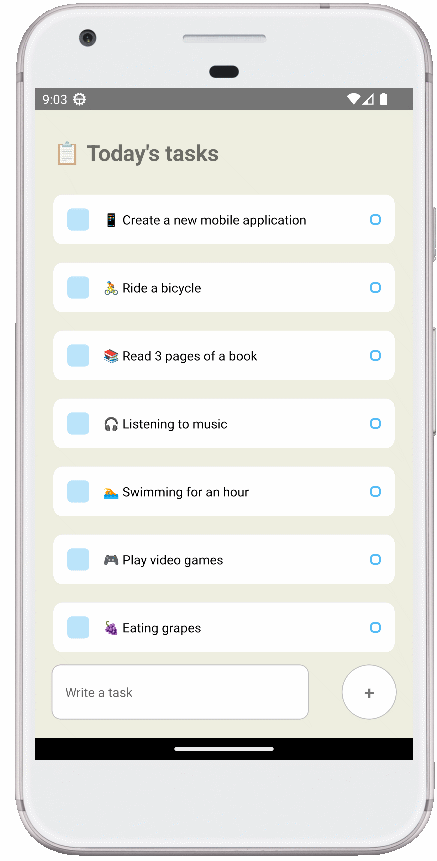 9:03
📋 Today's tasks
📱 Create a new mobile application
🚴 Ride a bicycle
📚 Read 3 pages of a book
🎧 Listening to music
🏊 Swimming for an hour
🎮 Play video games
🍇 Eating grapes
Write a task
+